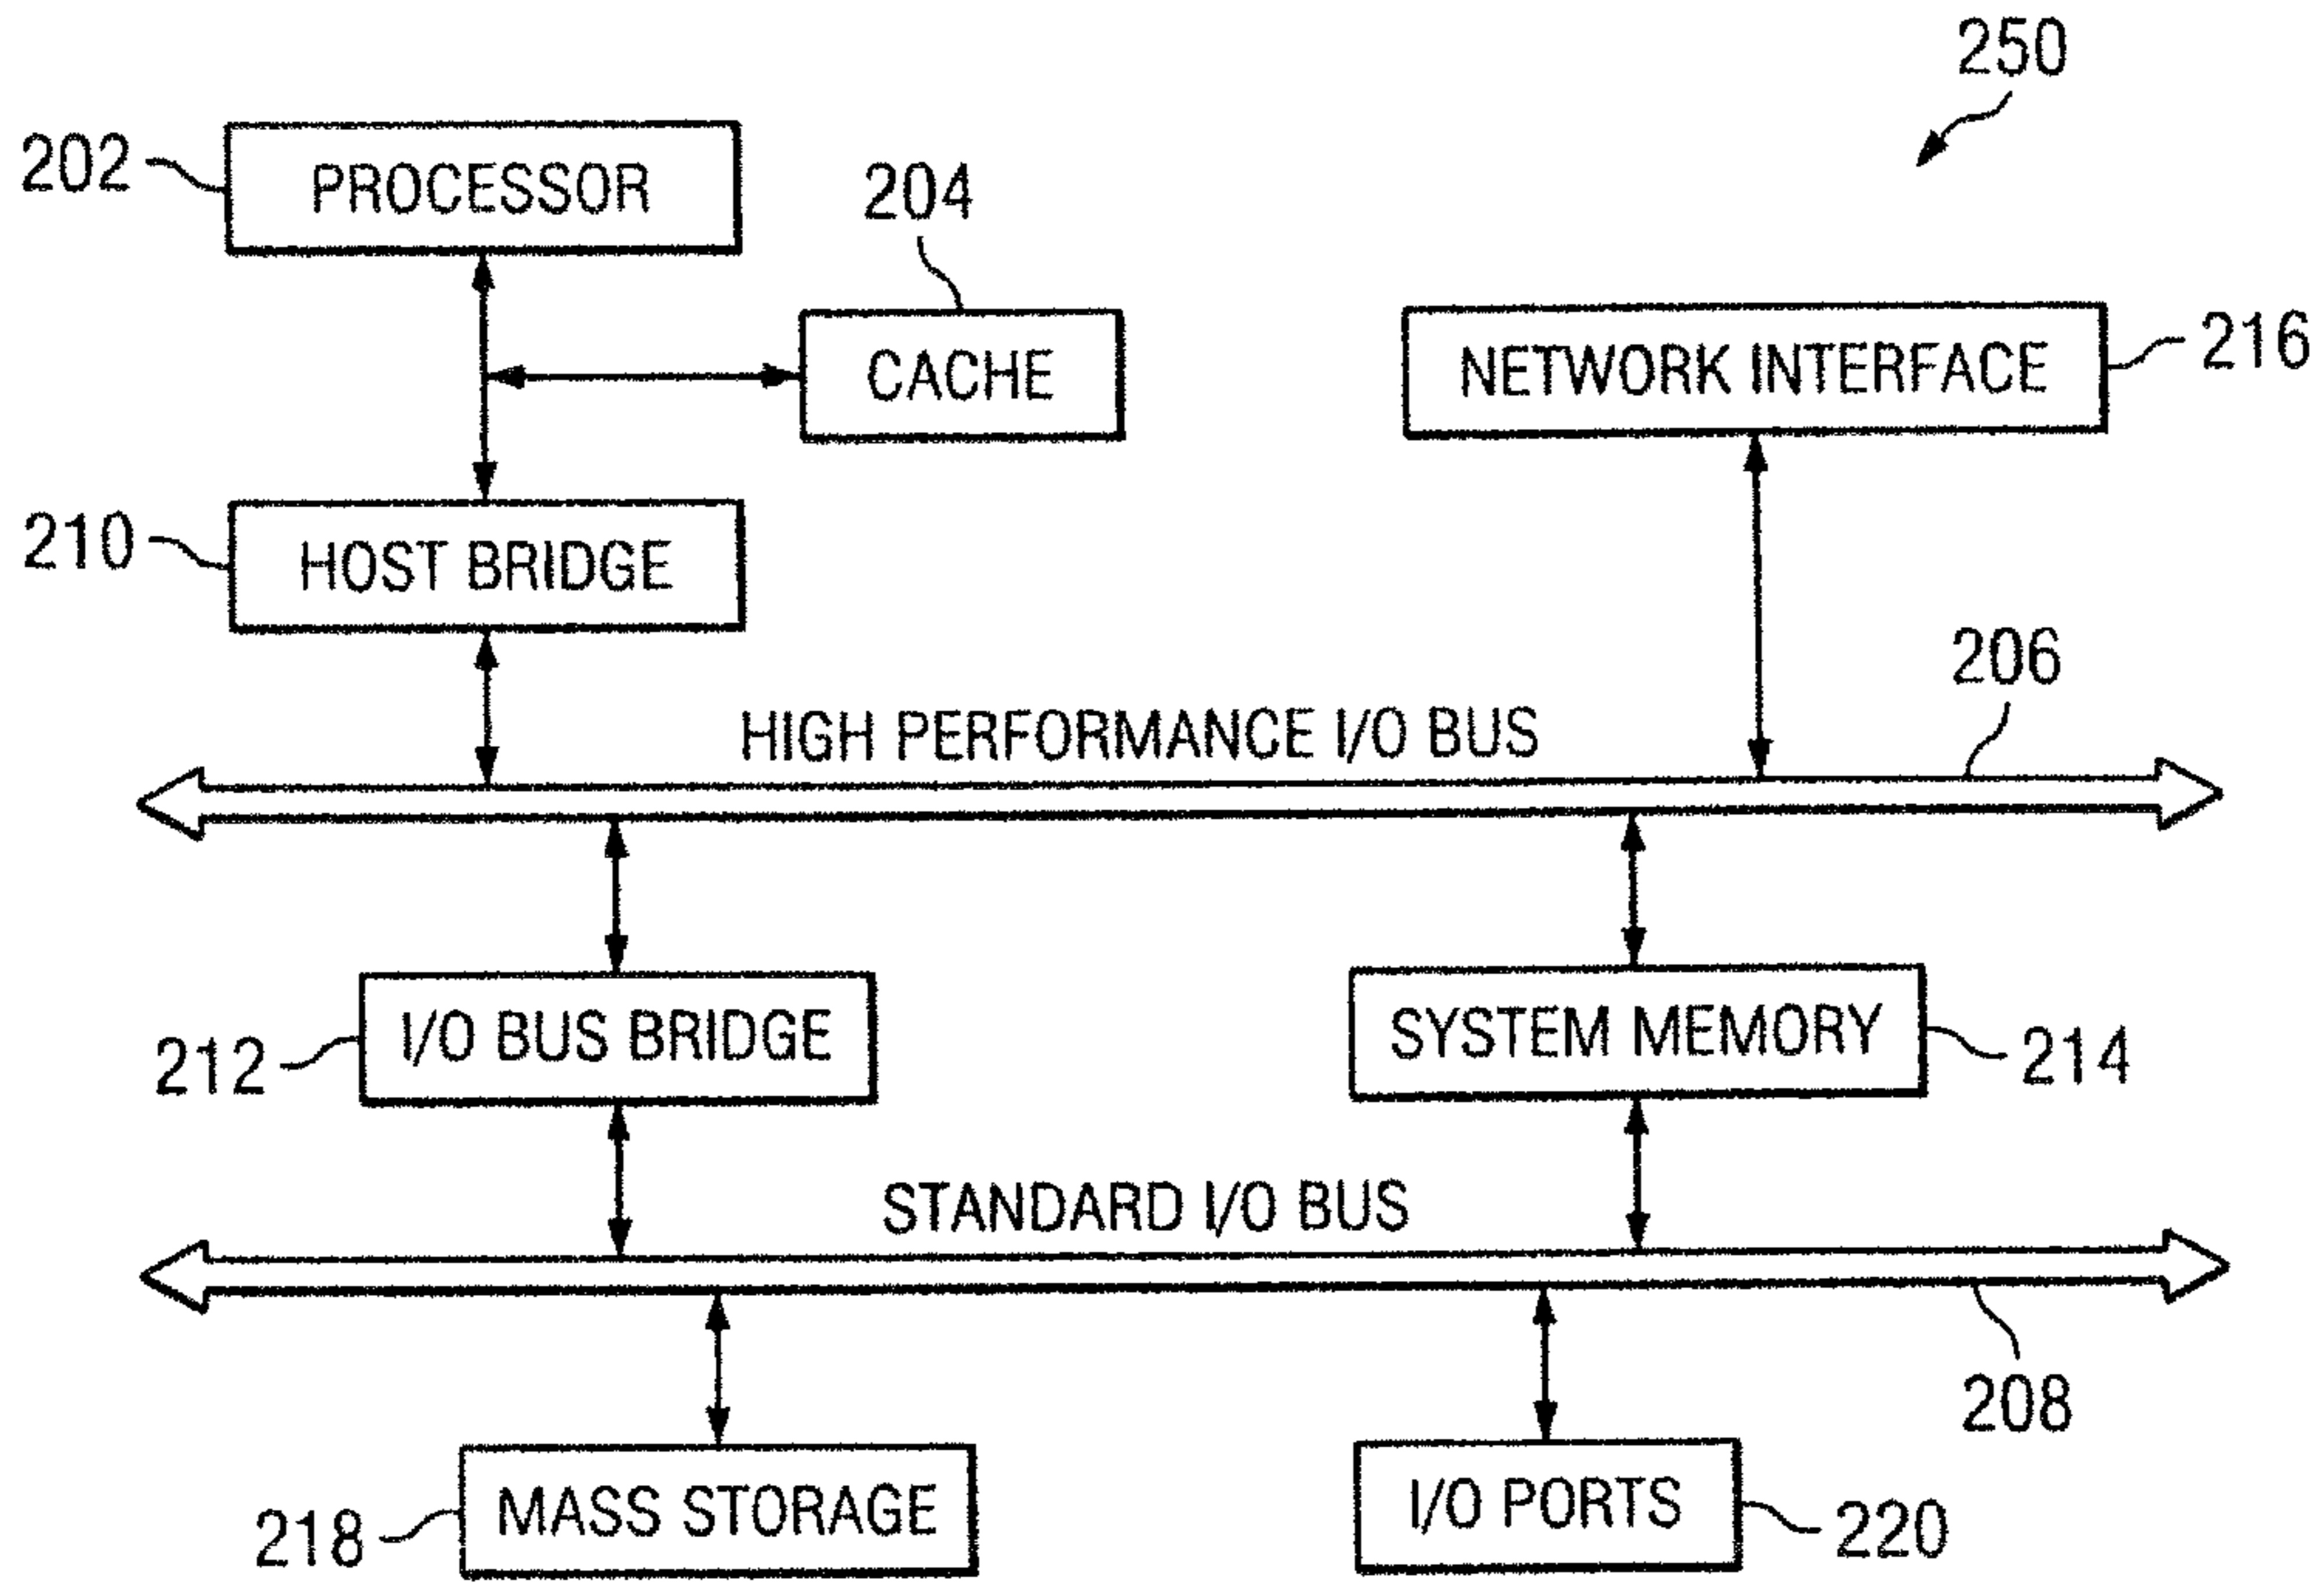 250
202
PROCESSOR
204
CACHE
NETWORK INTERFACE
216
210
HOST BRIDGE
206
HIGH PERFORMANCE I/O BUS
I/O BUS BRIDGE
212
SYSTEM MEMORY
214
STANDARD I/O BUS
208
MASS STORAGE
218
I/O PORTS
220